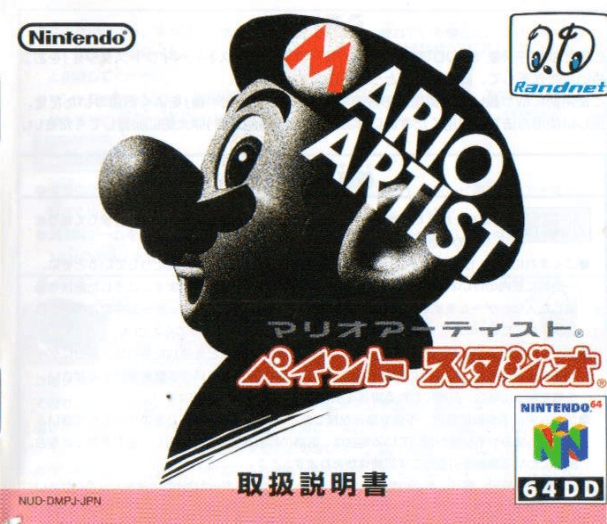 Nintendo®
Randnet
MARIO
ARTIST
マリオアーティスト®
ペイント スタジオ®
NINTENDO64
64DD
取扱説明書
NUD-DMPJ-JPN